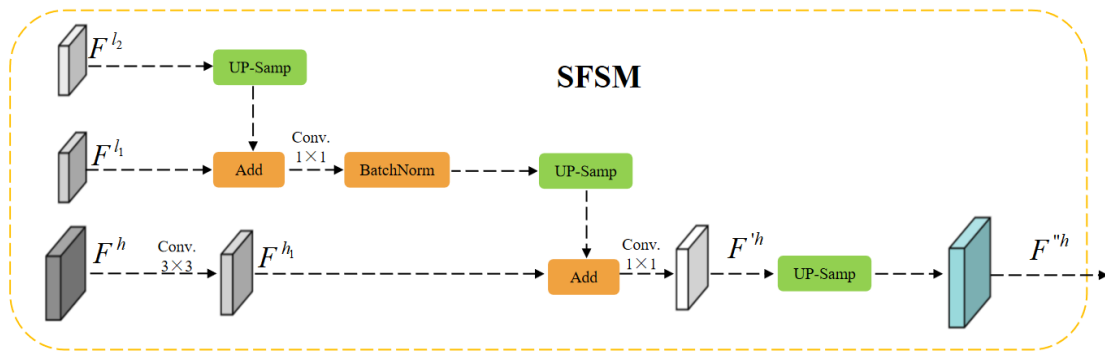 F^{l_2}
UP-Samp
SFSM
F^{l_1}
Add
Conv.
1×1
BatchNorm
UP-Samp
F^h
Conv.
3×3
F^{h_1}
Add
Conv.
1×1
F'^h
UP-Samp
F"^h